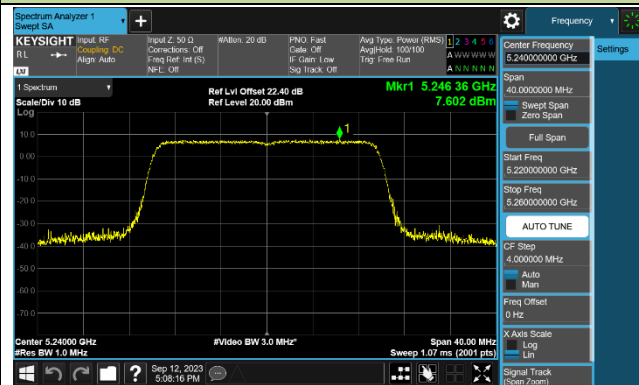 Spectrum Analyzer 1
Swept SA
+
Frequency
KEYSIGHT
RL
LXI
Input: RF
Coupling: DC
Align: Auto
Input Z: 50 Ω
Corrections: Off
Freq Ref: Int (S)
NFE: Off
#Atten: 20 dB
PNO: Fast
Gate: Off
IF Gain: Low
Sig Track: Off
Avg Type: Power (RMS)
Avg|Hold: 100/100
Trig: Free Run
1 2 3 4 5 6
A W W W W W
A N N N N N
Center Frequency
5.240000000 GHz
Settings
Span
40.0000000 MHz
Swept Span
Zero Span
Full Span
Start Freq
5.220000000 GHz
Stop Freq
5.260000000 GHz
AUTO TUNE
CF Step
4.000000 MHz
Auto
Man
Freq Offset
0 Hz
X Axis Scale
Log
Lin
Signal Track
(Span Zoom)
1 Spectrum
Scale/Div 10 dB
Log
Ref Lvl Offset 22.40 dB
Ref Level 20.00 dBm
Mkr1 5.246 36 GHz
7.602 dBm
1
10.0
0.00
-10.0
-20.0
-30.0
-40.0
-50.0
-60.0
-70.0
Center 5.24000 GHz
#Res BW 1.0 MHz
#Video BW 3.0 MHz*
Span 40.00 MHz
Sweep 1.07 ms (2001 pts)
?
Sep 12, 2023
5:08:16 PM